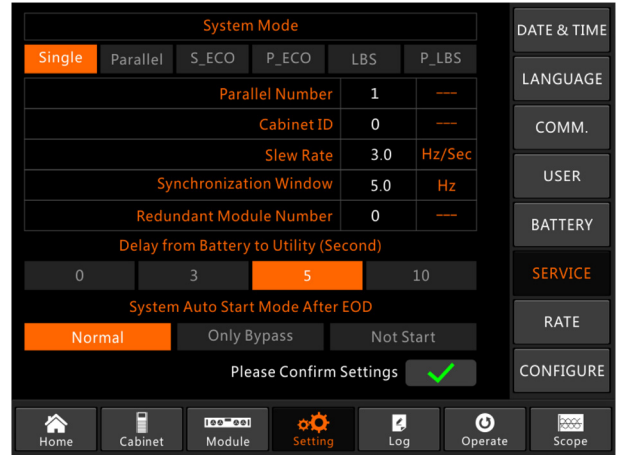 System Mode
Single Parallel S_ECO P_ECO LBS P_LBS
Parallel Number 1 ---
Cabinet ID 0 ---
Slew Rate 3.0 Hz/Sec
Synchronization Window 5.0 Hz
Redundant Module Number 0 ---
Delay from Battery to Utility (Second)
0 3 5 10
System Auto Start Mode After EOD
Normal Only Bypass Not Start
Please Confirm Settings
DATE & TIME
LANGUAGE
COMM.
USER
BATTERY
SERVICE
RATE
CONFIGURE
Home Cabinet Module Setting Log Operate Scope